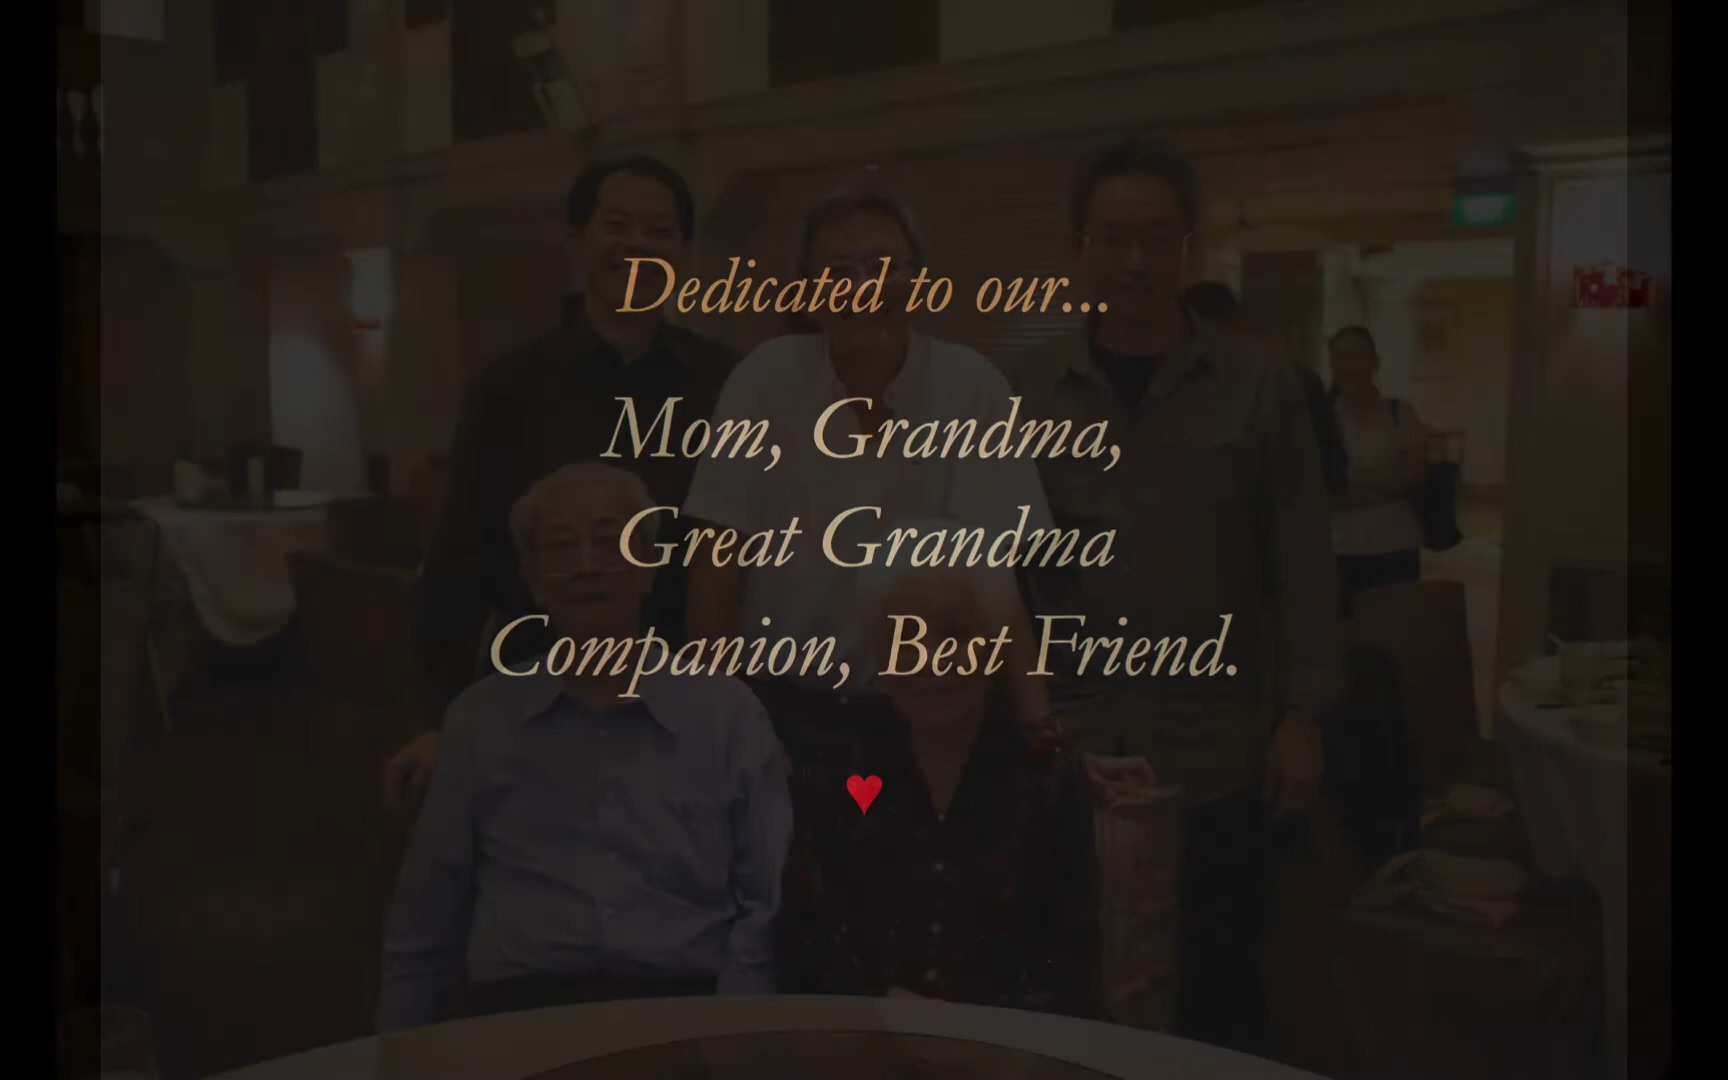 Dedicated to our...
Mom, Grandma,
Great Grandma
Companion, Best Friend.
♥